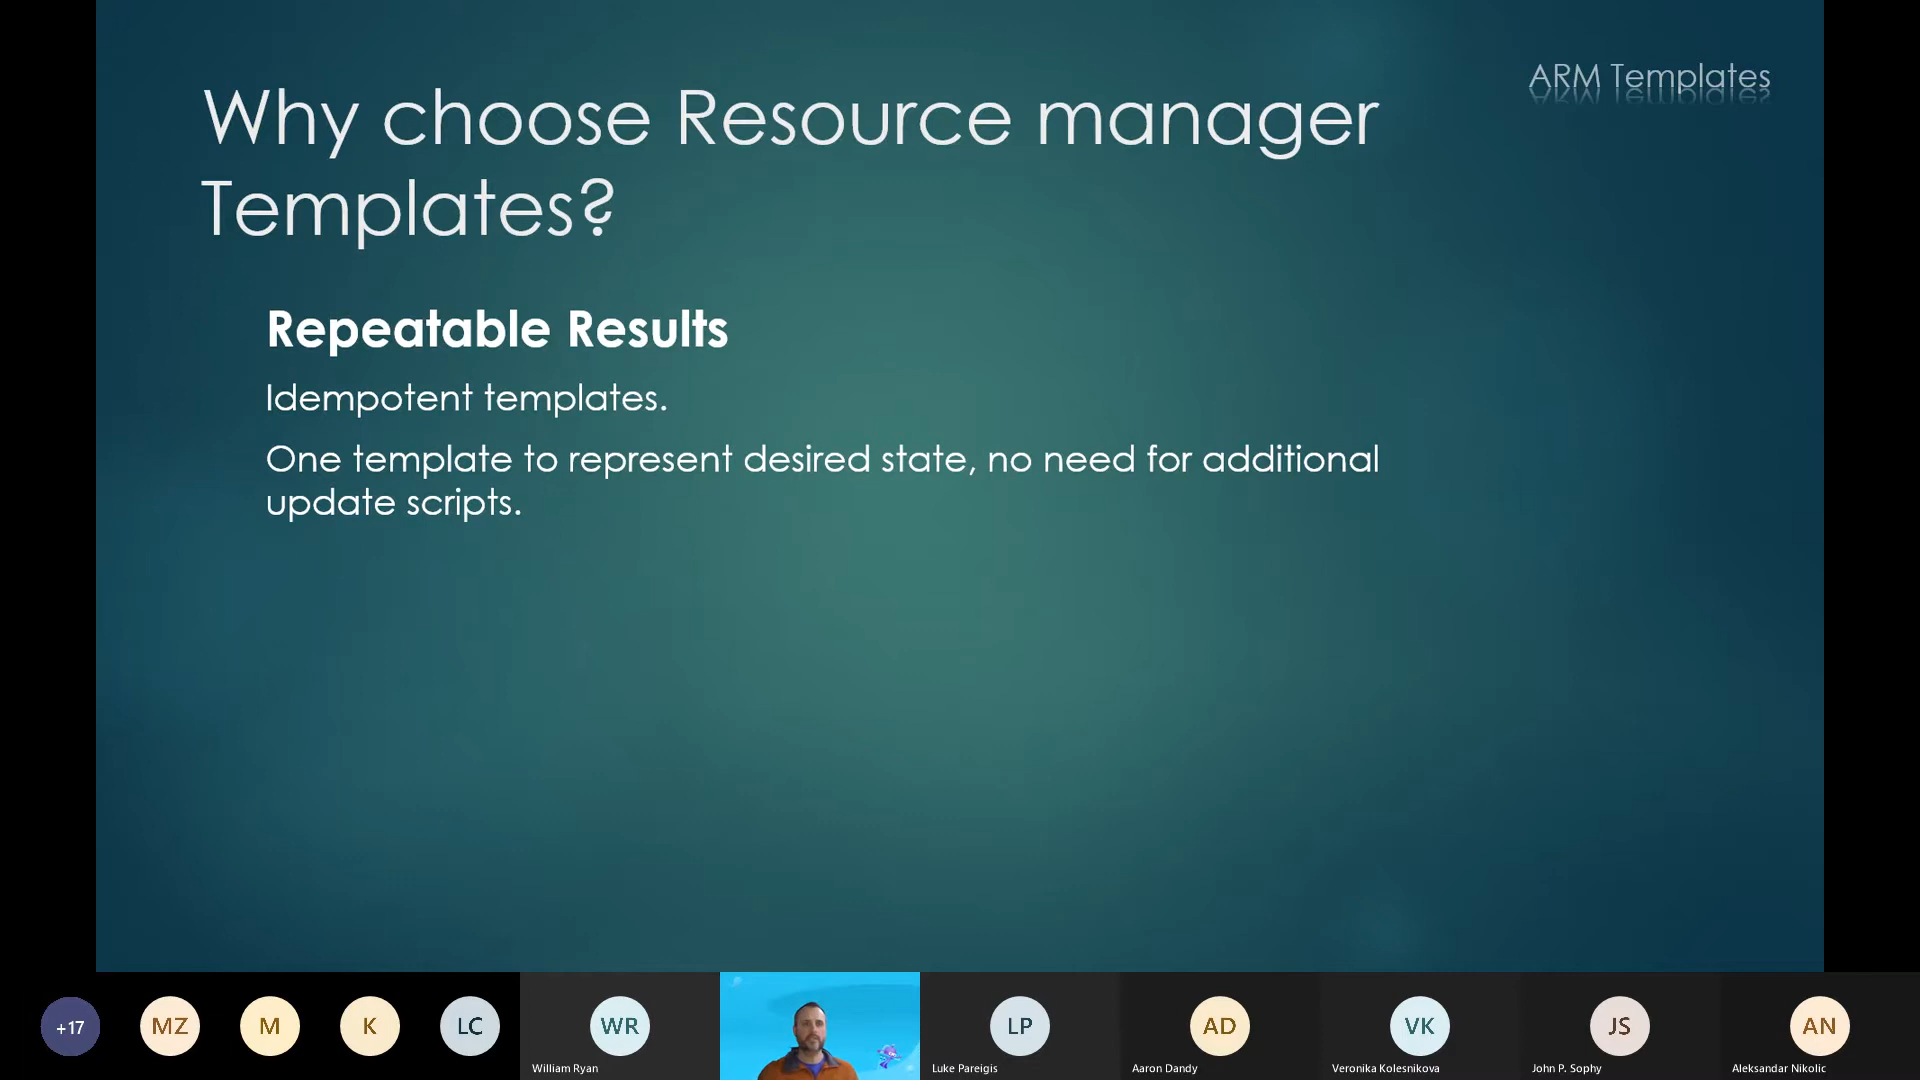 ARM Templates
Why choose Resource manager
Templates?
Repeatable Results
Idempotent templates.
One template to represent desired state, no need for additional
update scripts.
+17
MZ
M
K
LC
WR
William Ryan
LP
Luke Pareigis
AD
Aaron Dandy
VK
Veronika Kolesnikova
JS
John P. Sophy
AN
Aleksandar Nikolic